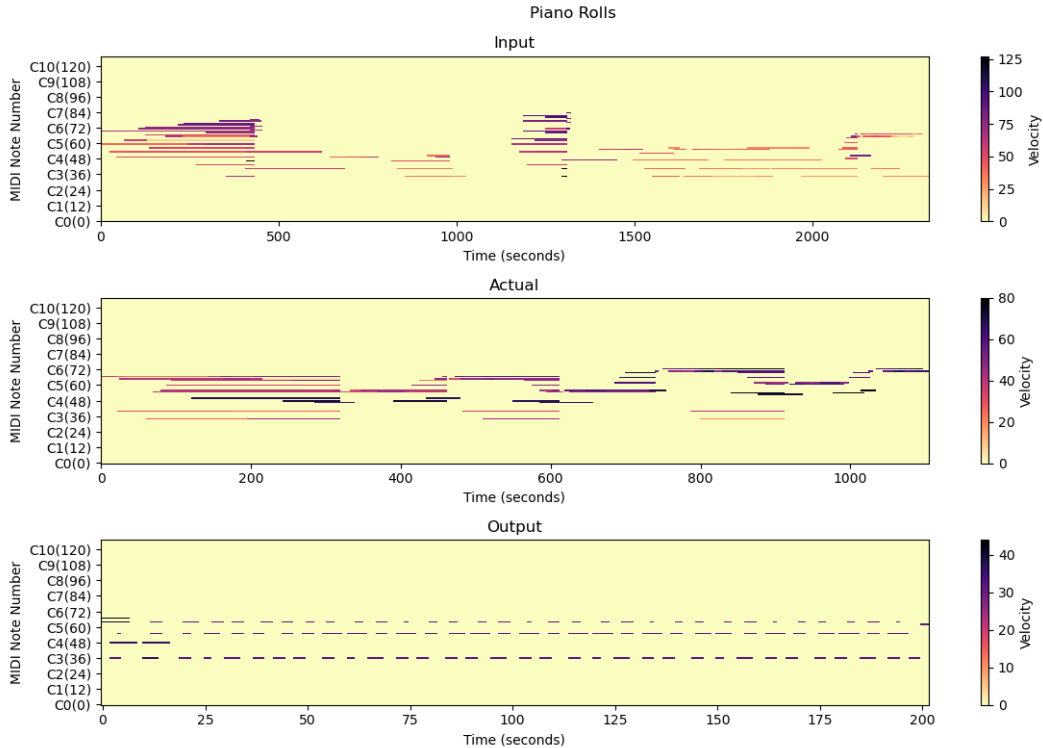 Piano Rolls
Input
C10(120)
C9(108)
C8(96)
C7(84)
C6(72)
C5(60)
C4(48)
C3(36)
C2(24)
C1(12)
C0(0)
MIDI Note Number
0 500 1000 1500 2000
Time (seconds)
125
100
75
50
25
0
Velocity
Actual
C10(120)
C9(108)
C8(96)
C7(84)
C6(72)
C5(60)
C4(48)
C3(36)
C2(24)
C1(12)
C0(0)
MIDI Note Number
0 200 400 600 800 1000
Time (seconds)
80
60
40
20
0
Velocity
Output
C10(120)
C9(108)
C8(96)
C7(84)
C6(72)
C5(60)
C4(48)
C3(36)
C2(24)
C1(12)
C0(0)
MIDI Note Number
0 25 50 75 100 125 150 175 200
Time (seconds)
40
30
20
10
0
Velocity